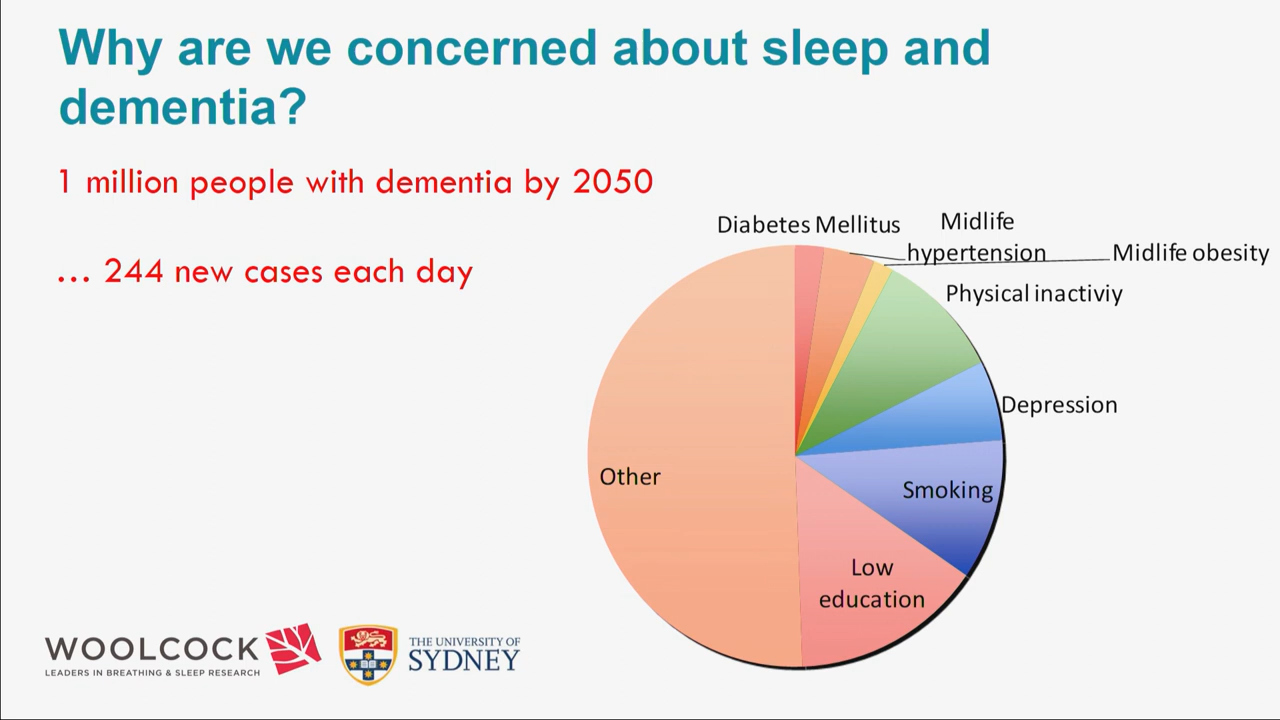 Why are we concerned about sleep and
dementia?
1 million people with dementia by 2050
… 244 new cases each day
Diabetes Mellitus
Midlife
hypertension
Midlife obesity
Physical inactiviy
Depression
Smoking
Low
education
Other
WOOLCOCK
LEADERS IN BREATHING & SLEEP RESEARCH
THE UNIVERSITY OF
SYDNEY